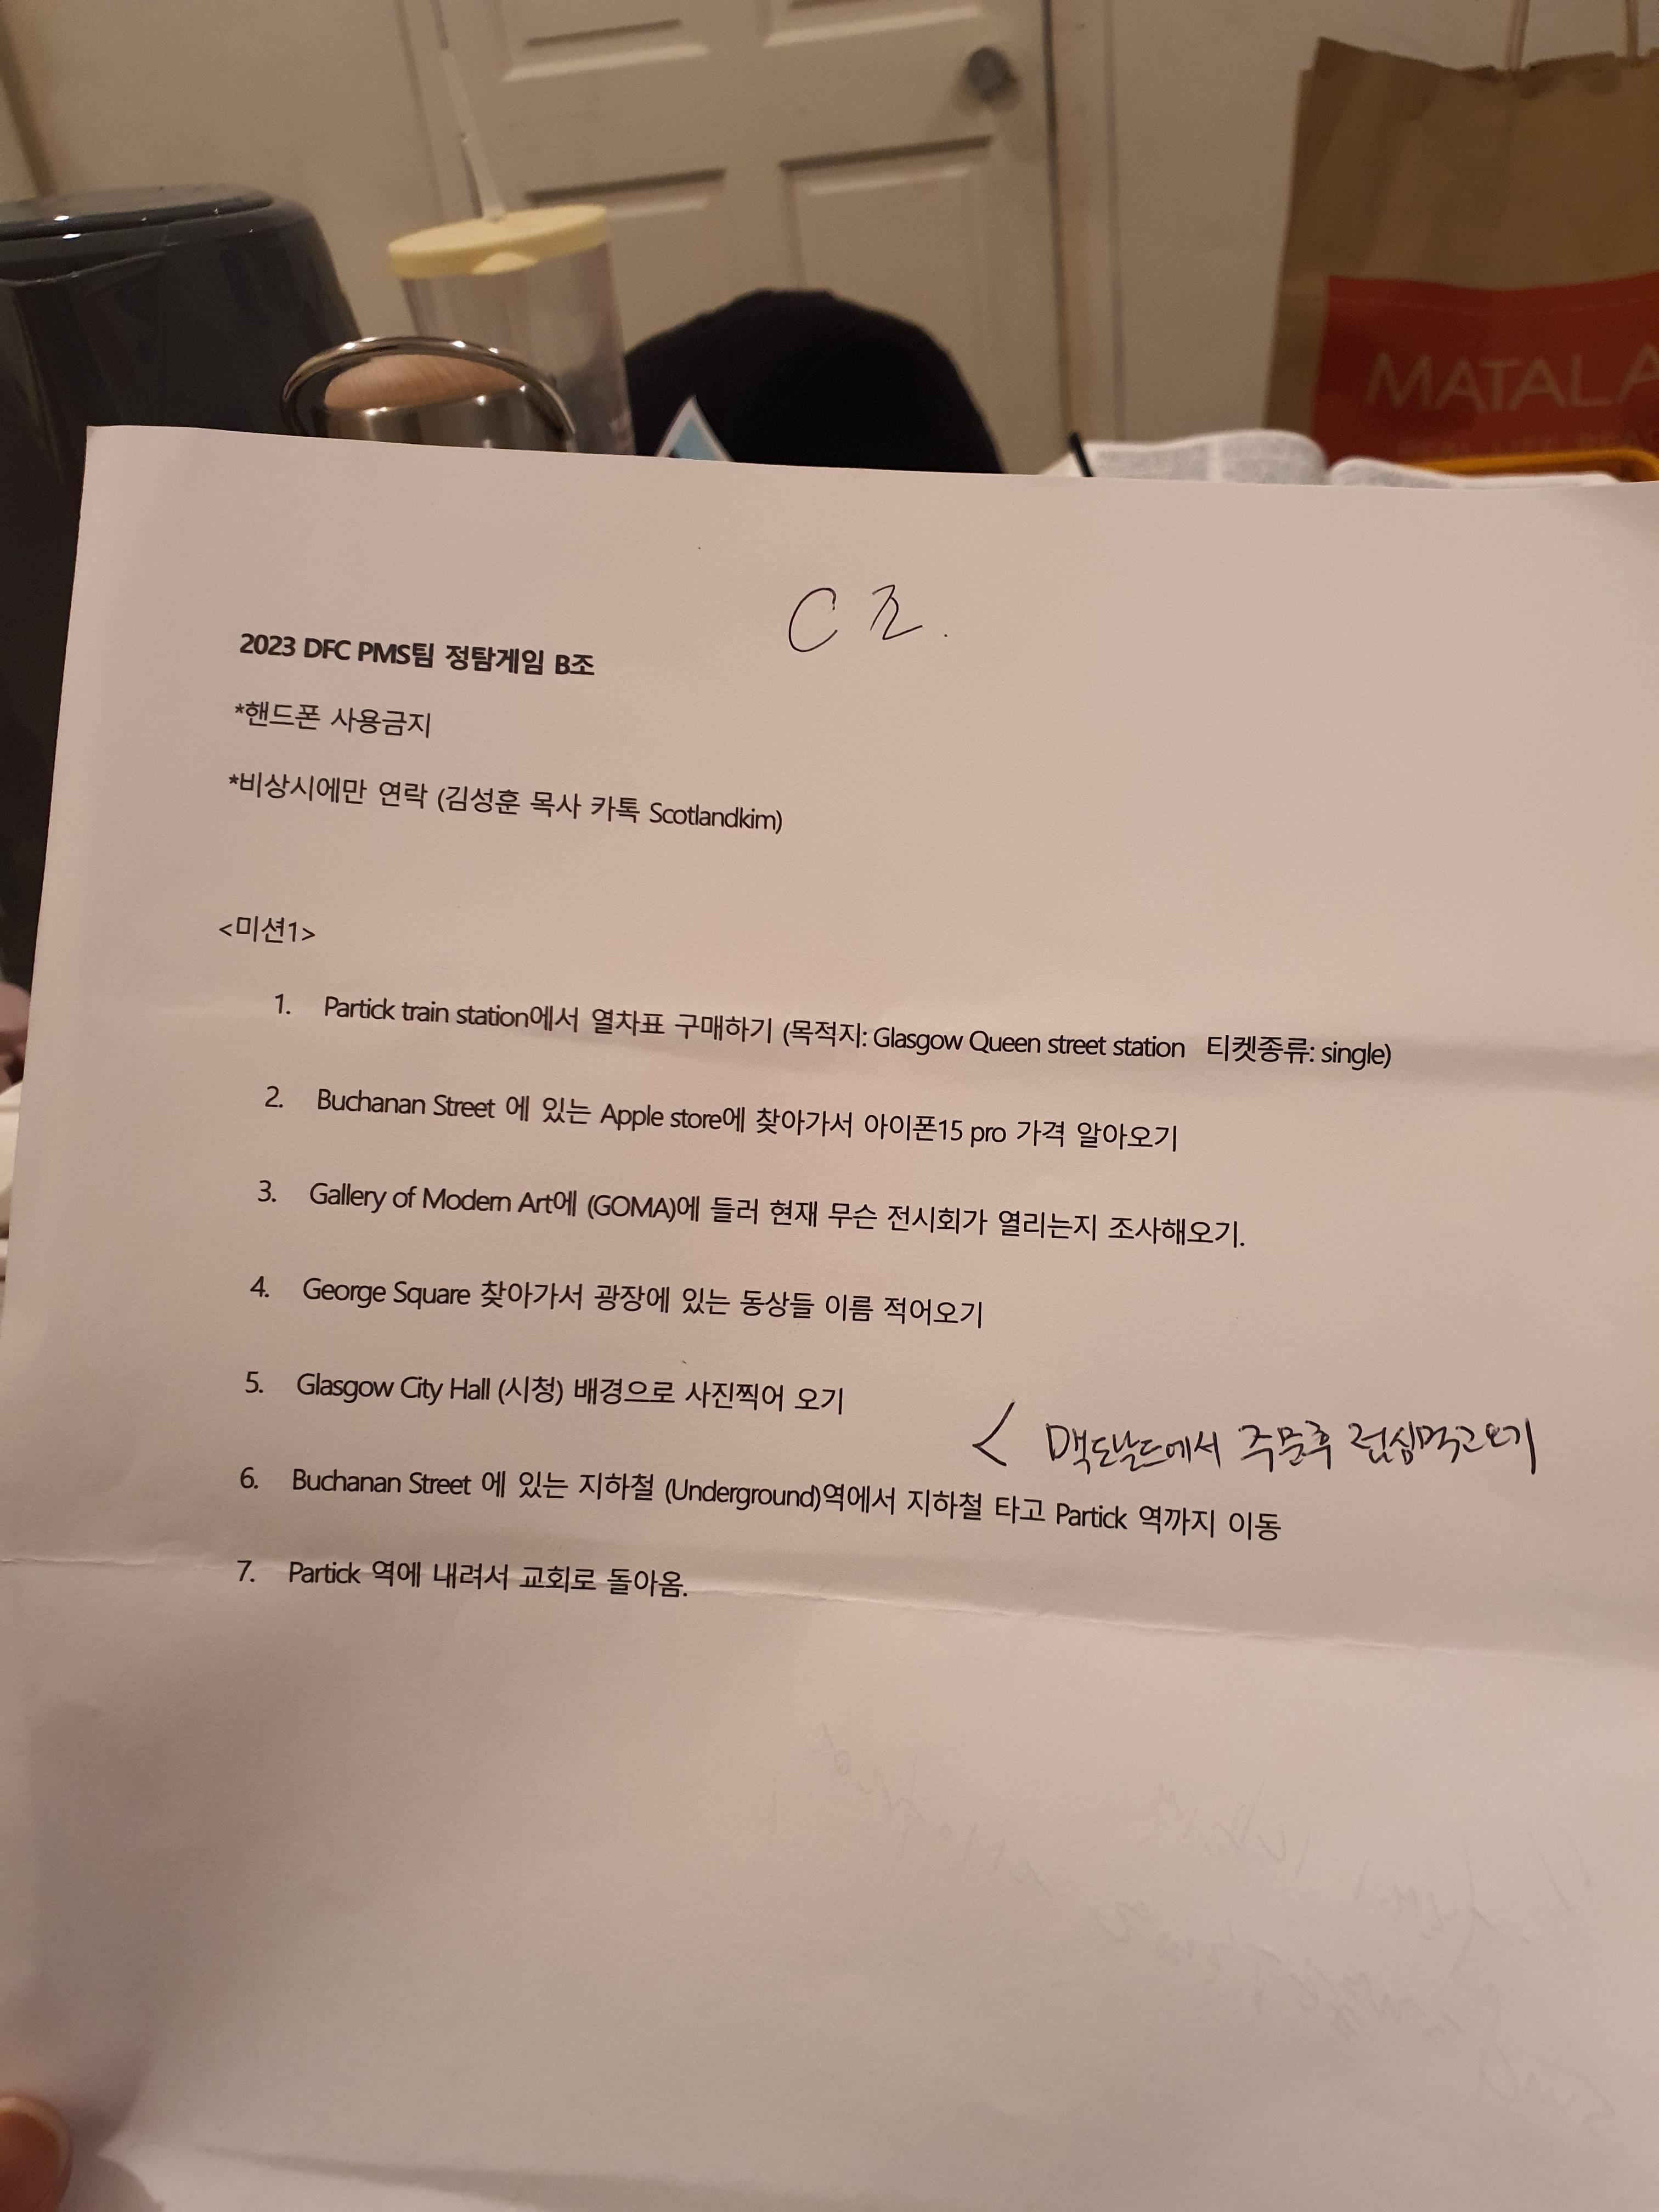 MATALA
C조.
2023 DFC PMS팀 정탐게임 B조
*핸드폰 사용금지
*비상시에만 연락 (김성훈 목사 카톡 Scotlandkim)
<미션1>
1. Partick train station에서 열차표 구매하기 (목적지: Glasgow Queen street station 티켓종류: single)
2. Buchanan Street 에 있는 Apple store에 찾아가서 아이폰15 pro 가격 알아오기
3. Gallery of Modern Art에 (GOMA)에 들러 현재 무슨 전시회가 열리는지 조사해오기.
4. George Square 찾아가서 광장에 있는 동상들 이름 적어오기
5. Glasgow City Hall (시청) 배경으로 사진찍어 오기
< 맥도날드에서 주문후 점심먹고오기
6. Buchanan Street 에 있는 지하철 (Underground)역에서 지하철 타고 Partick 역까지 이동
7. Partick 역에 내려서 교회로 돌아옴.